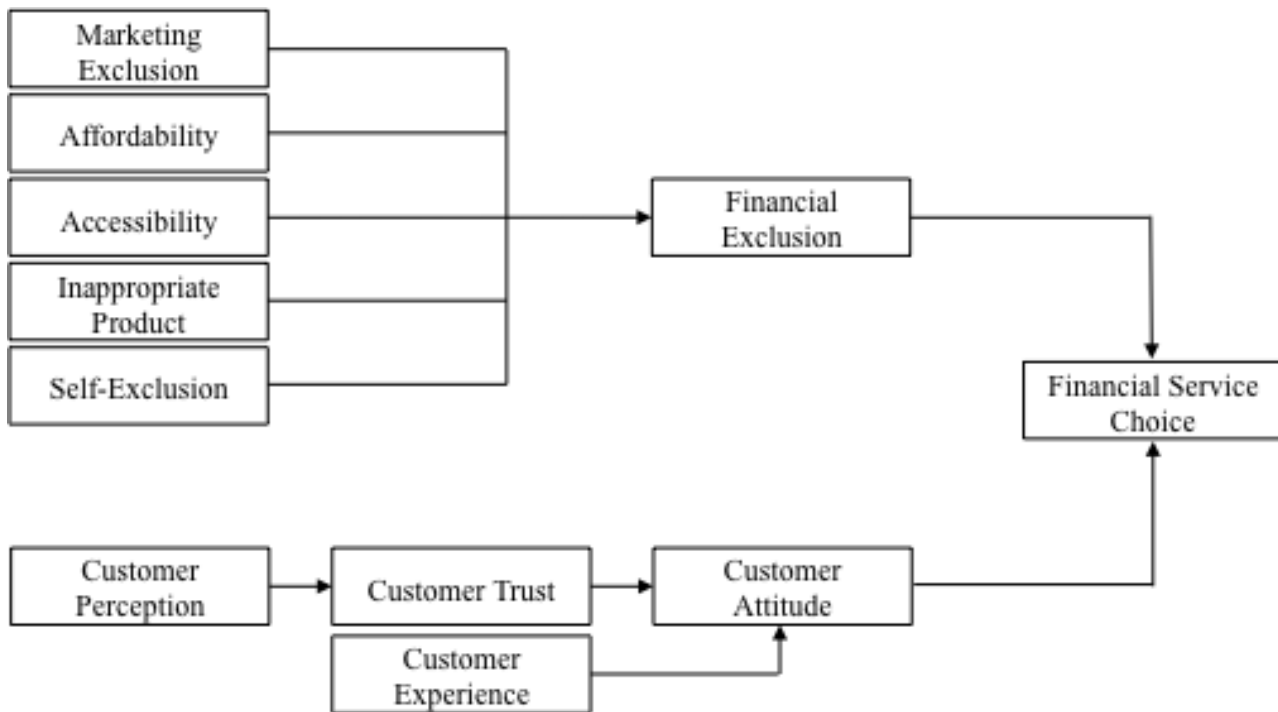 Marketing
Exclusion
Affordability
Accessibility
Inappropriate
Product
Self-Exclusion
Financial
Exclusion
Financial Service
Choice
Customer
Perception
Customer Trust
Customer
Attitude
Customer
Experience